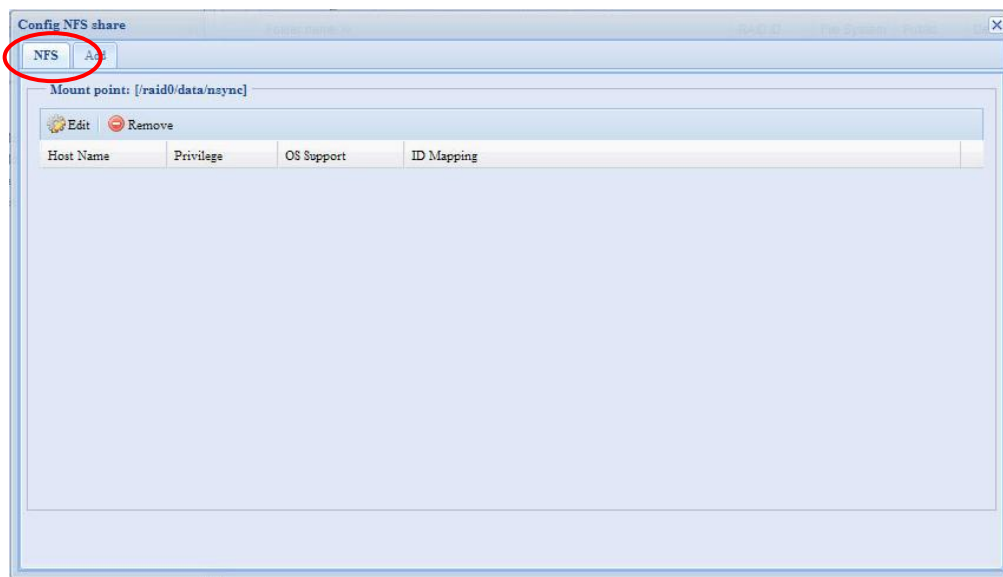 Config NFS share
NFS Add
Mount point: [/raid0/data/nsync]
Edit Remove
Host Name Privilege OS Support ID Mapping